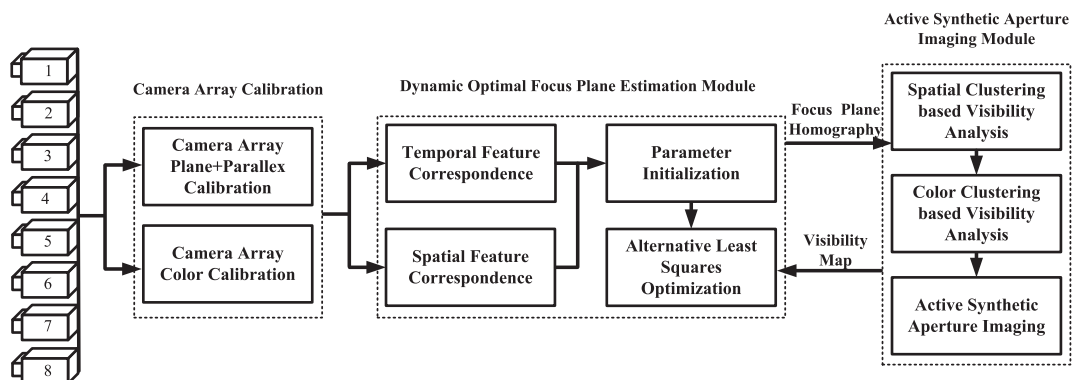 1
2
3
4
5
6
7
8
Camera Array Calibration
Camera Array
Plane+Parallex
Calibration
Camera Array
Color Calibration
Dynamic Optimal Focus Plane Estimation Module
Temporal Feature
Correspondence
Spatial Feature
Correspondence
Parameter
Initialization
Alternative Least
Squares
Optimization
Focus Plane
Homography
Visibility
Map
Active Synthetic Aperture
Imaging Module
Spatial Clustering
based Visibility
Analysis
Color Clustering
based Visibility
Analysis
Active Synthetic
Aperture Imaging